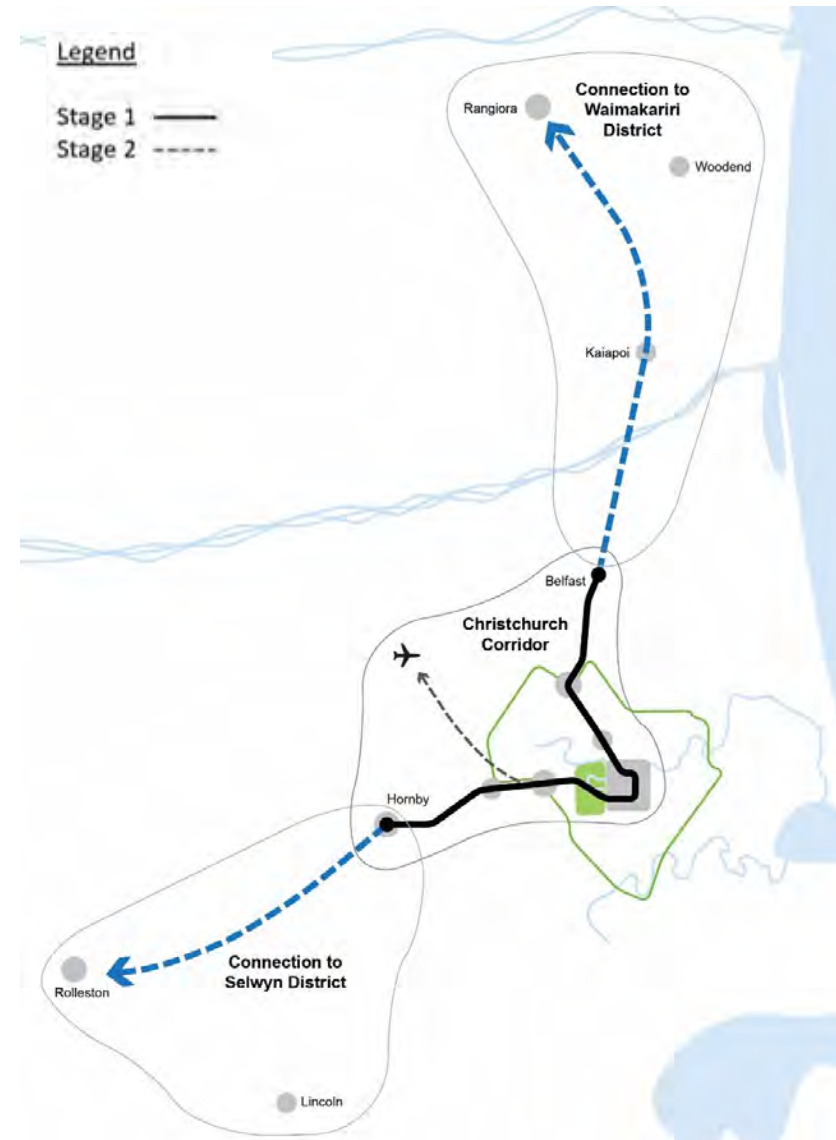 Legend
Stage 1
Stage 2
Connection to
Waimakariri
District
Rangiora
Woodend
Kaiapoi
Belfast
Christchurch
Corridor
Hornby
Connection to
Selwyn District
Rolleston
Lincoln